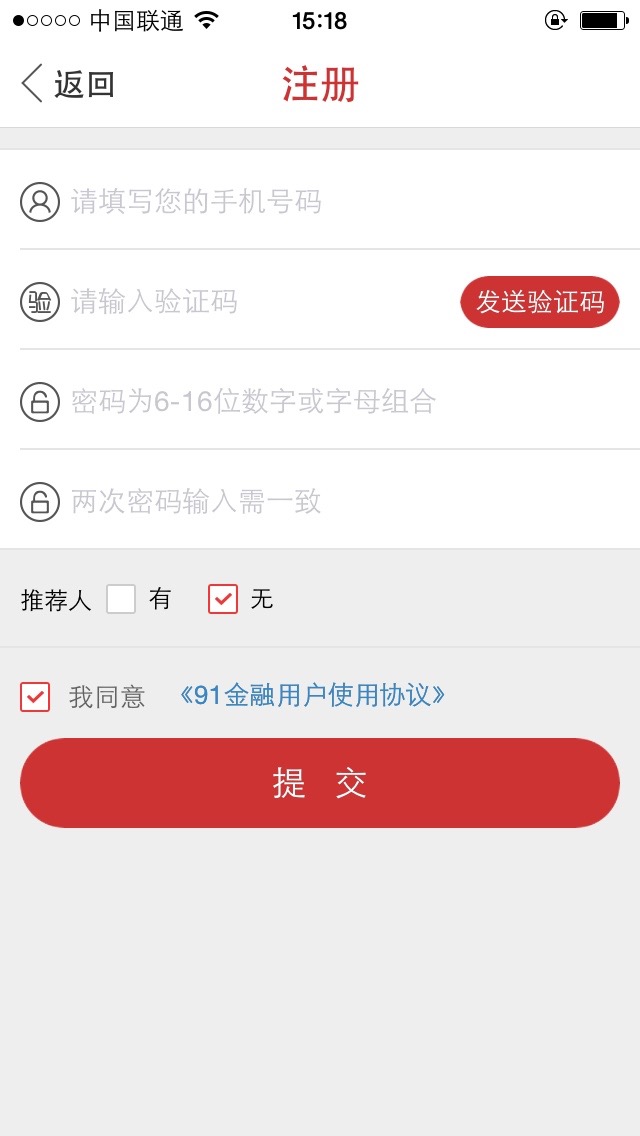 中国联通 15:18
返回 注册
请填写您的手机号码
验 请输入验证码 发送验证码
密码为6-16位数字或字母组合
两次密码输入需一致
推荐人 有 无
我同意 《91金融用户使用协议》
提 交